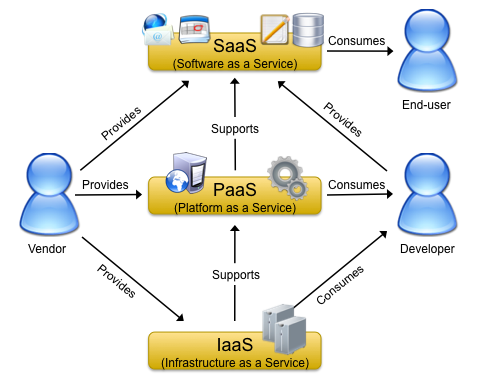 SaaS
(Software as a Service)
Consumes
End-user
Provides
Supports
Provides
Provides
PaaS
(Platform as a Service)
Consumes
Vendor
Developer
Provides
Supports
Consumes
IaaS
(Infrastructure as a Service)